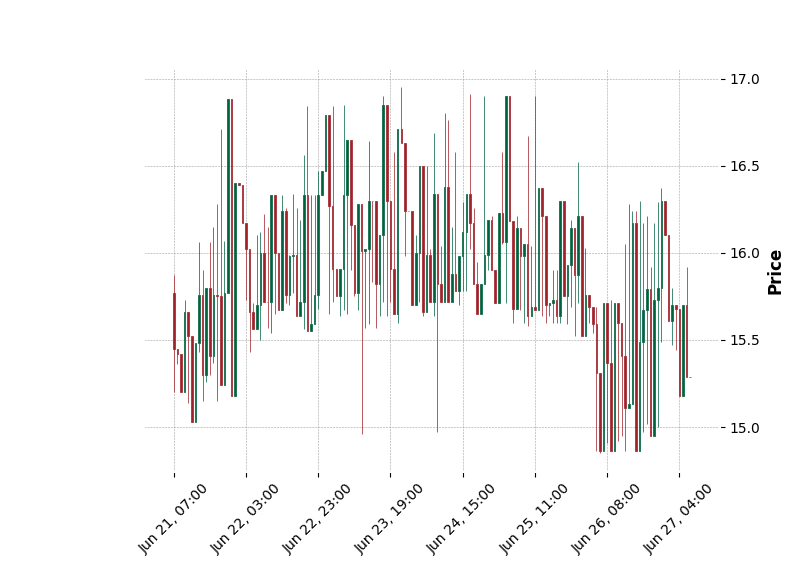 17.0
16.5
16.0
15.5
15.0
Price
Jun 21, 07:00
Jun 22, 03:00
Jun 22, 23:00
Jun 23, 19:00
Jun 24, 15:00
Jun 25, 11:00
Jun 26, 08:00
Jun 27, 04:00